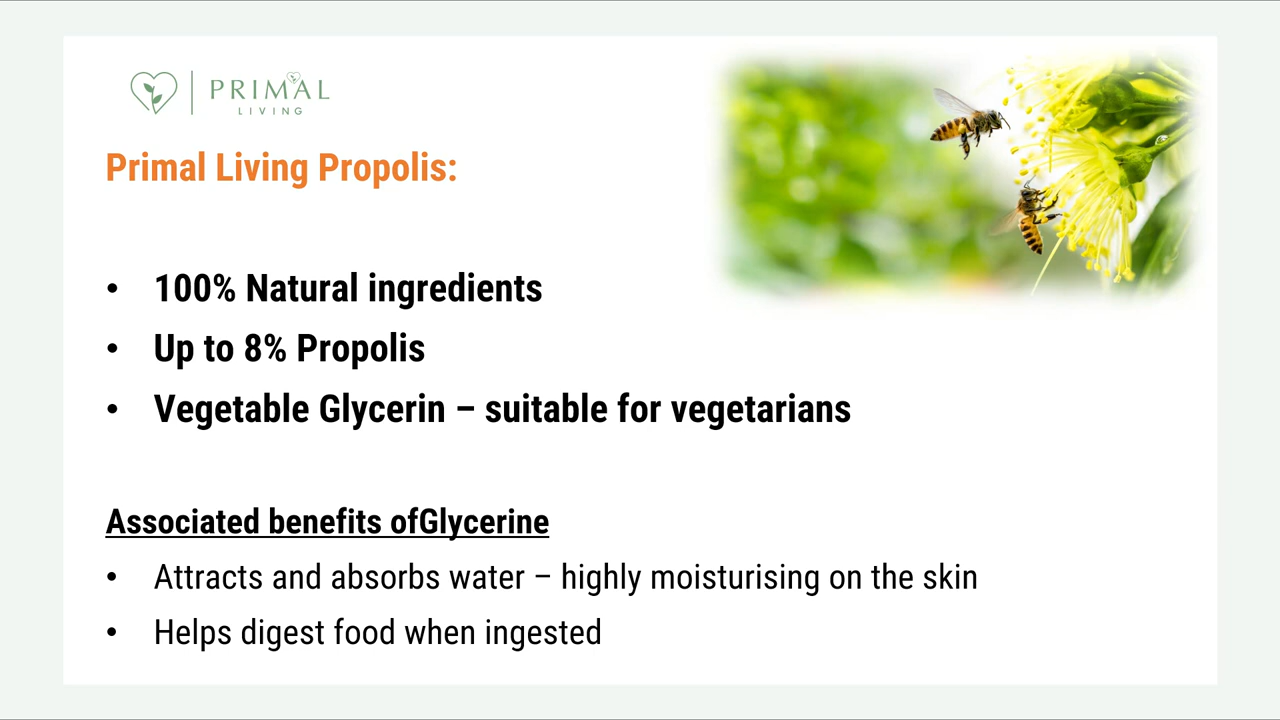 PRIMAL
LIVING
Primal Living Propolis:
• 100% Natural ingredients
• Up to 8% Propolis
• Vegetable Glycerin – suitable for vegetarians
Associated benefits ofGlycerine
• Attracts and absorbs water – highly moisturising on the skin
• Helps digest food when ingested